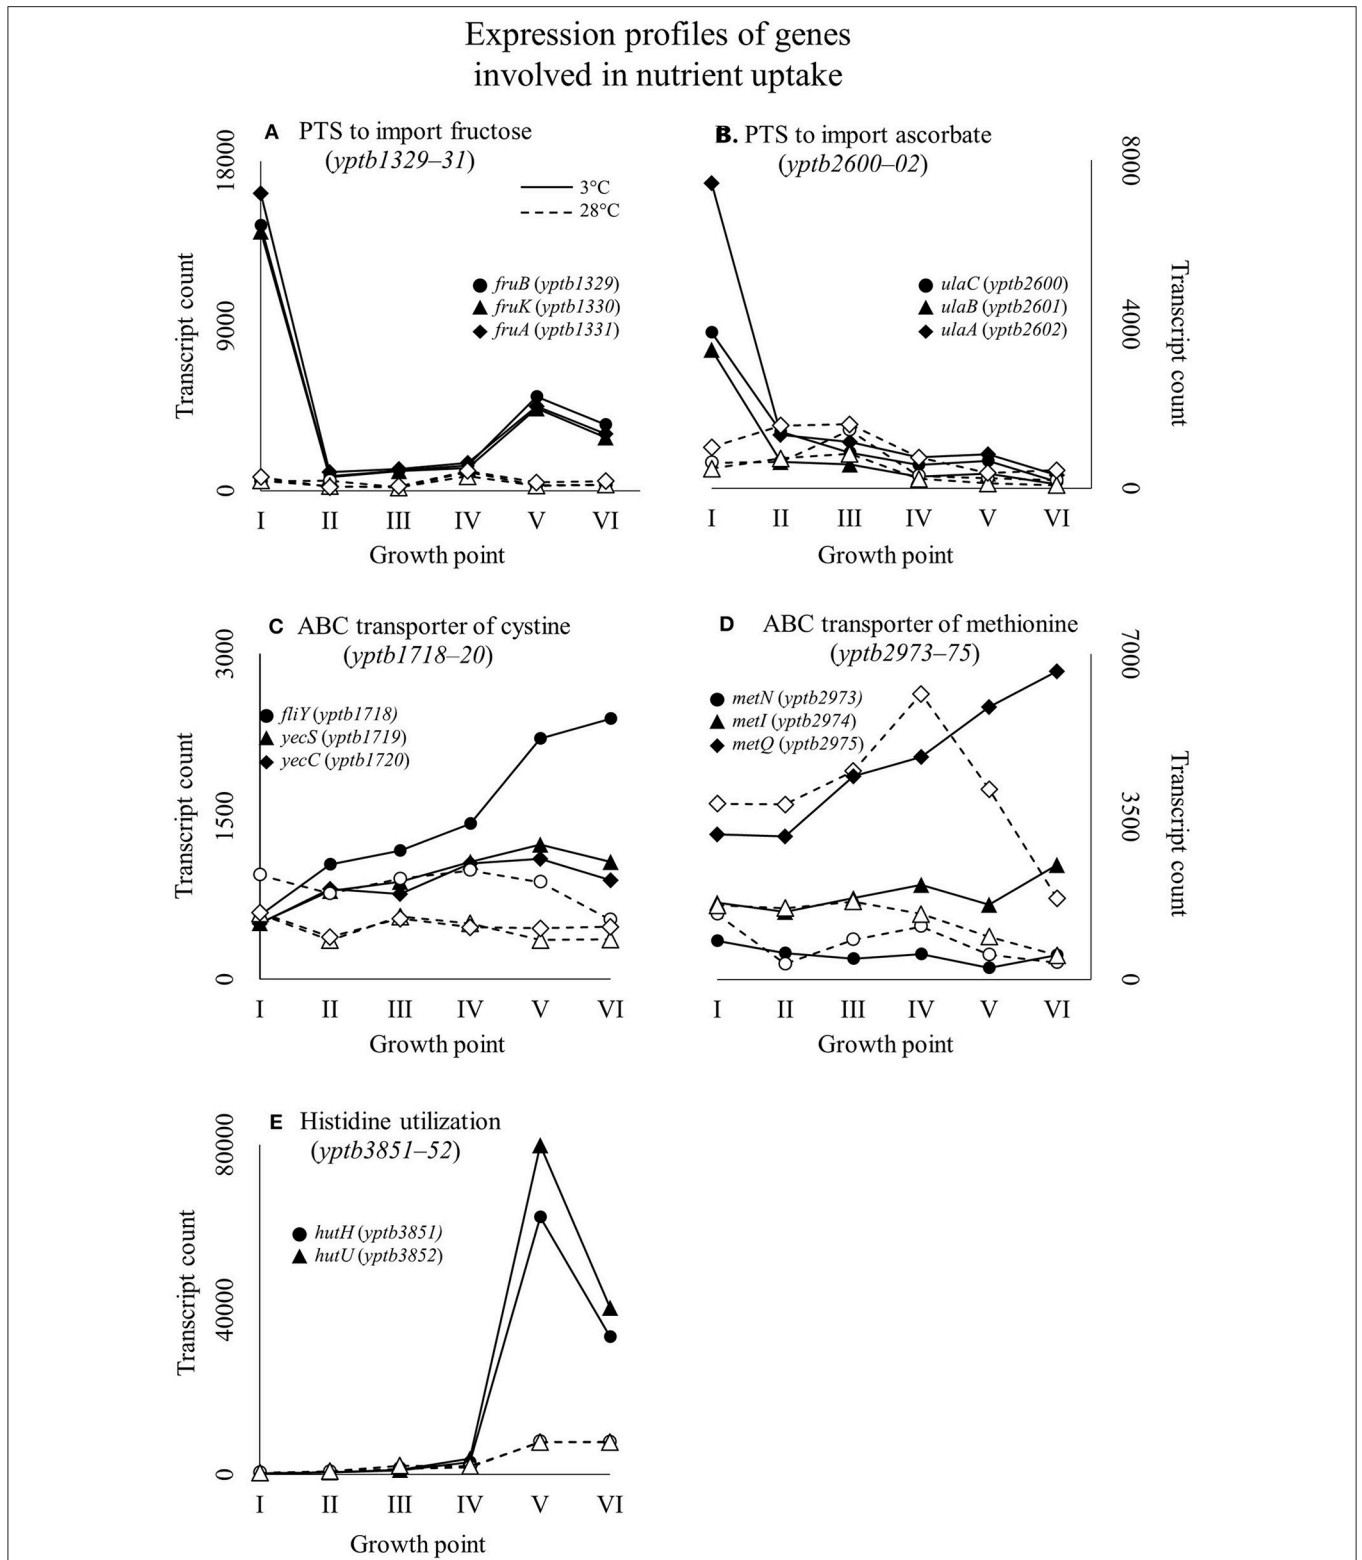 Expression profiles of genes
involved in nutrient uptake
A PTS to import fructose
(yptb1329–31)
3°C
28°C
fruB (yptb1329)
fruK (yptb1330)
fruA (yptb1331)
Transcript count
18000
9000
0
I II III IV V VI
Growth point
B. PTS to import ascorbate
(yptb2600–02)
ulaC (yptb2600)
ulaB (yptb2601)
ulaA (yptb2602)
8000
4000
0
Transcript count
I II III IV V VI
Growth point
C ABC transporter of cystine
(yptb1718–20)
fliY (yptb1718)
yecS (yptb1719)
yecC (yptb1720)
Transcript count
3000
1500
0
I II III IV V VI
Growth point
D ABC transporter of methionine
(yptb2973–75)
metN (yptb2973)
metI (yptb2974)
metQ (yptb2975)
7000
3500
0
Transcript count
I II III IV V VI
Growth point
E Histidine utilization
(yptb3851–52)
hutH (yptb3851)
hutU (yptb3852)
Transcript count
80000
40000
0
I II III IV V VI
Growth point